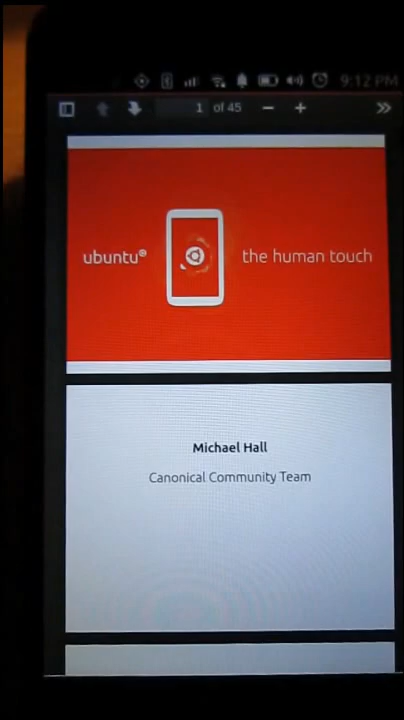 9:12 PM
1 of 45
ubuntu® the human touch
Michael Hall
Canonical Community Team